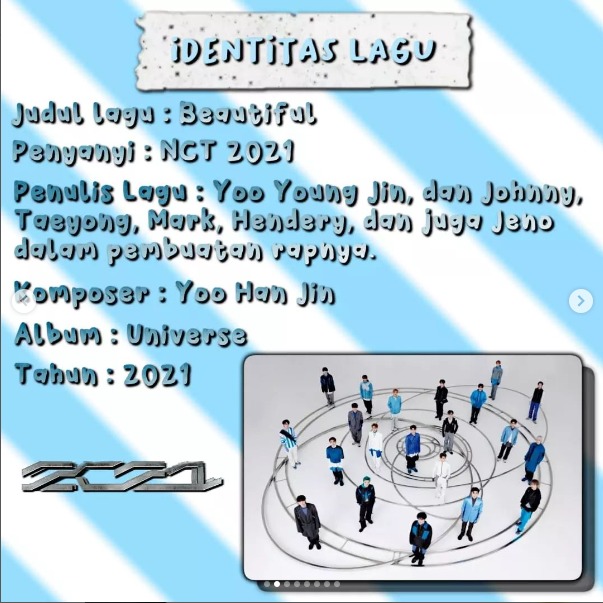 iDENTiTAS LAGU
Judul lagu : Beautiful
Penyanyi : NCT 2021
Penulis Lagu : Yoo Young Jin, dan Johnny,
Taeyong, Mark, Hendery, dan juga Jeno
dalam pembuatan rapnya.
Komposer : Yoo Han Jin
Album : Universe
Tahun : 2021
2021